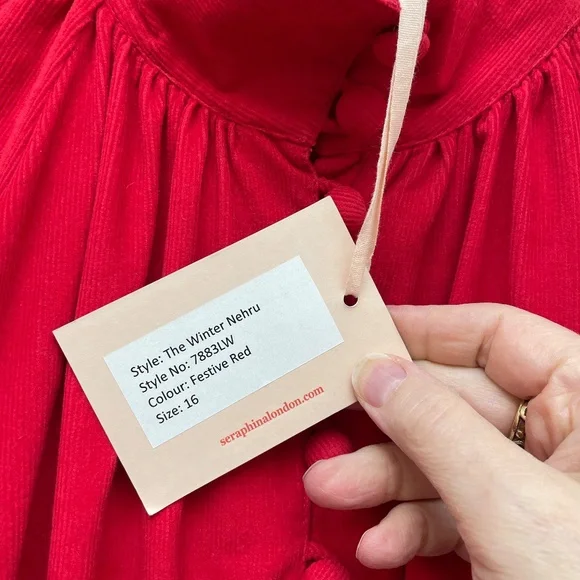 Style: The Winter Nehru
Style No: 7883LW
Colour: Festive Red
Size: 16
seraphinalondon.com